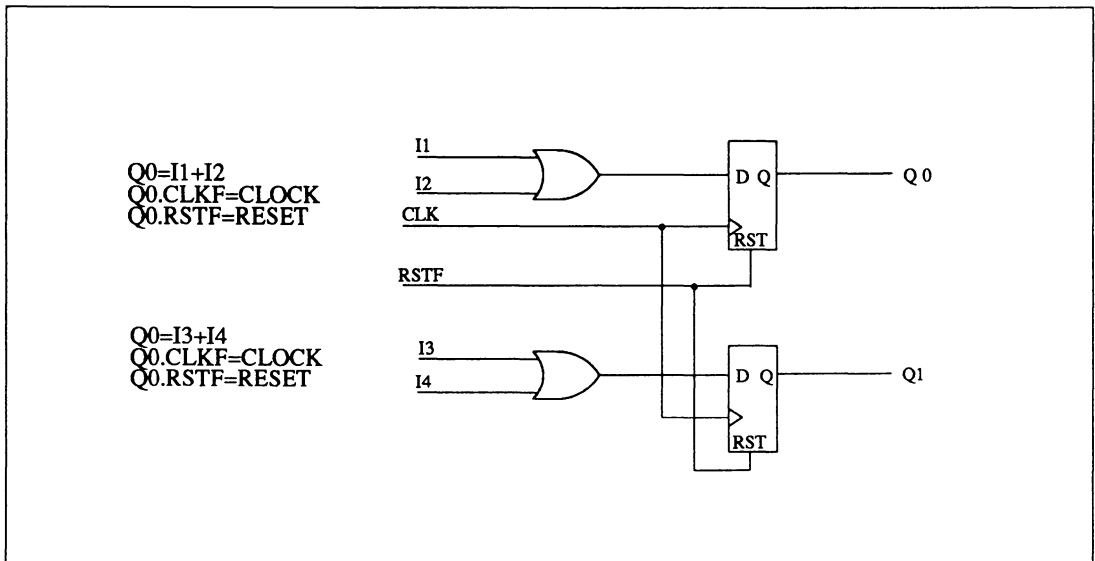 Q0=I1+I2
Q0.CLKF=CLOCK
Q0.RSTF=RESET
I1
I2
CLK
RSTF
D Q
RST
Q 0
Q0=I3+I4
Q0.CLKF=CLOCK
Q0.RSTF=RESET
I3
I4
D Q
RST
Q1